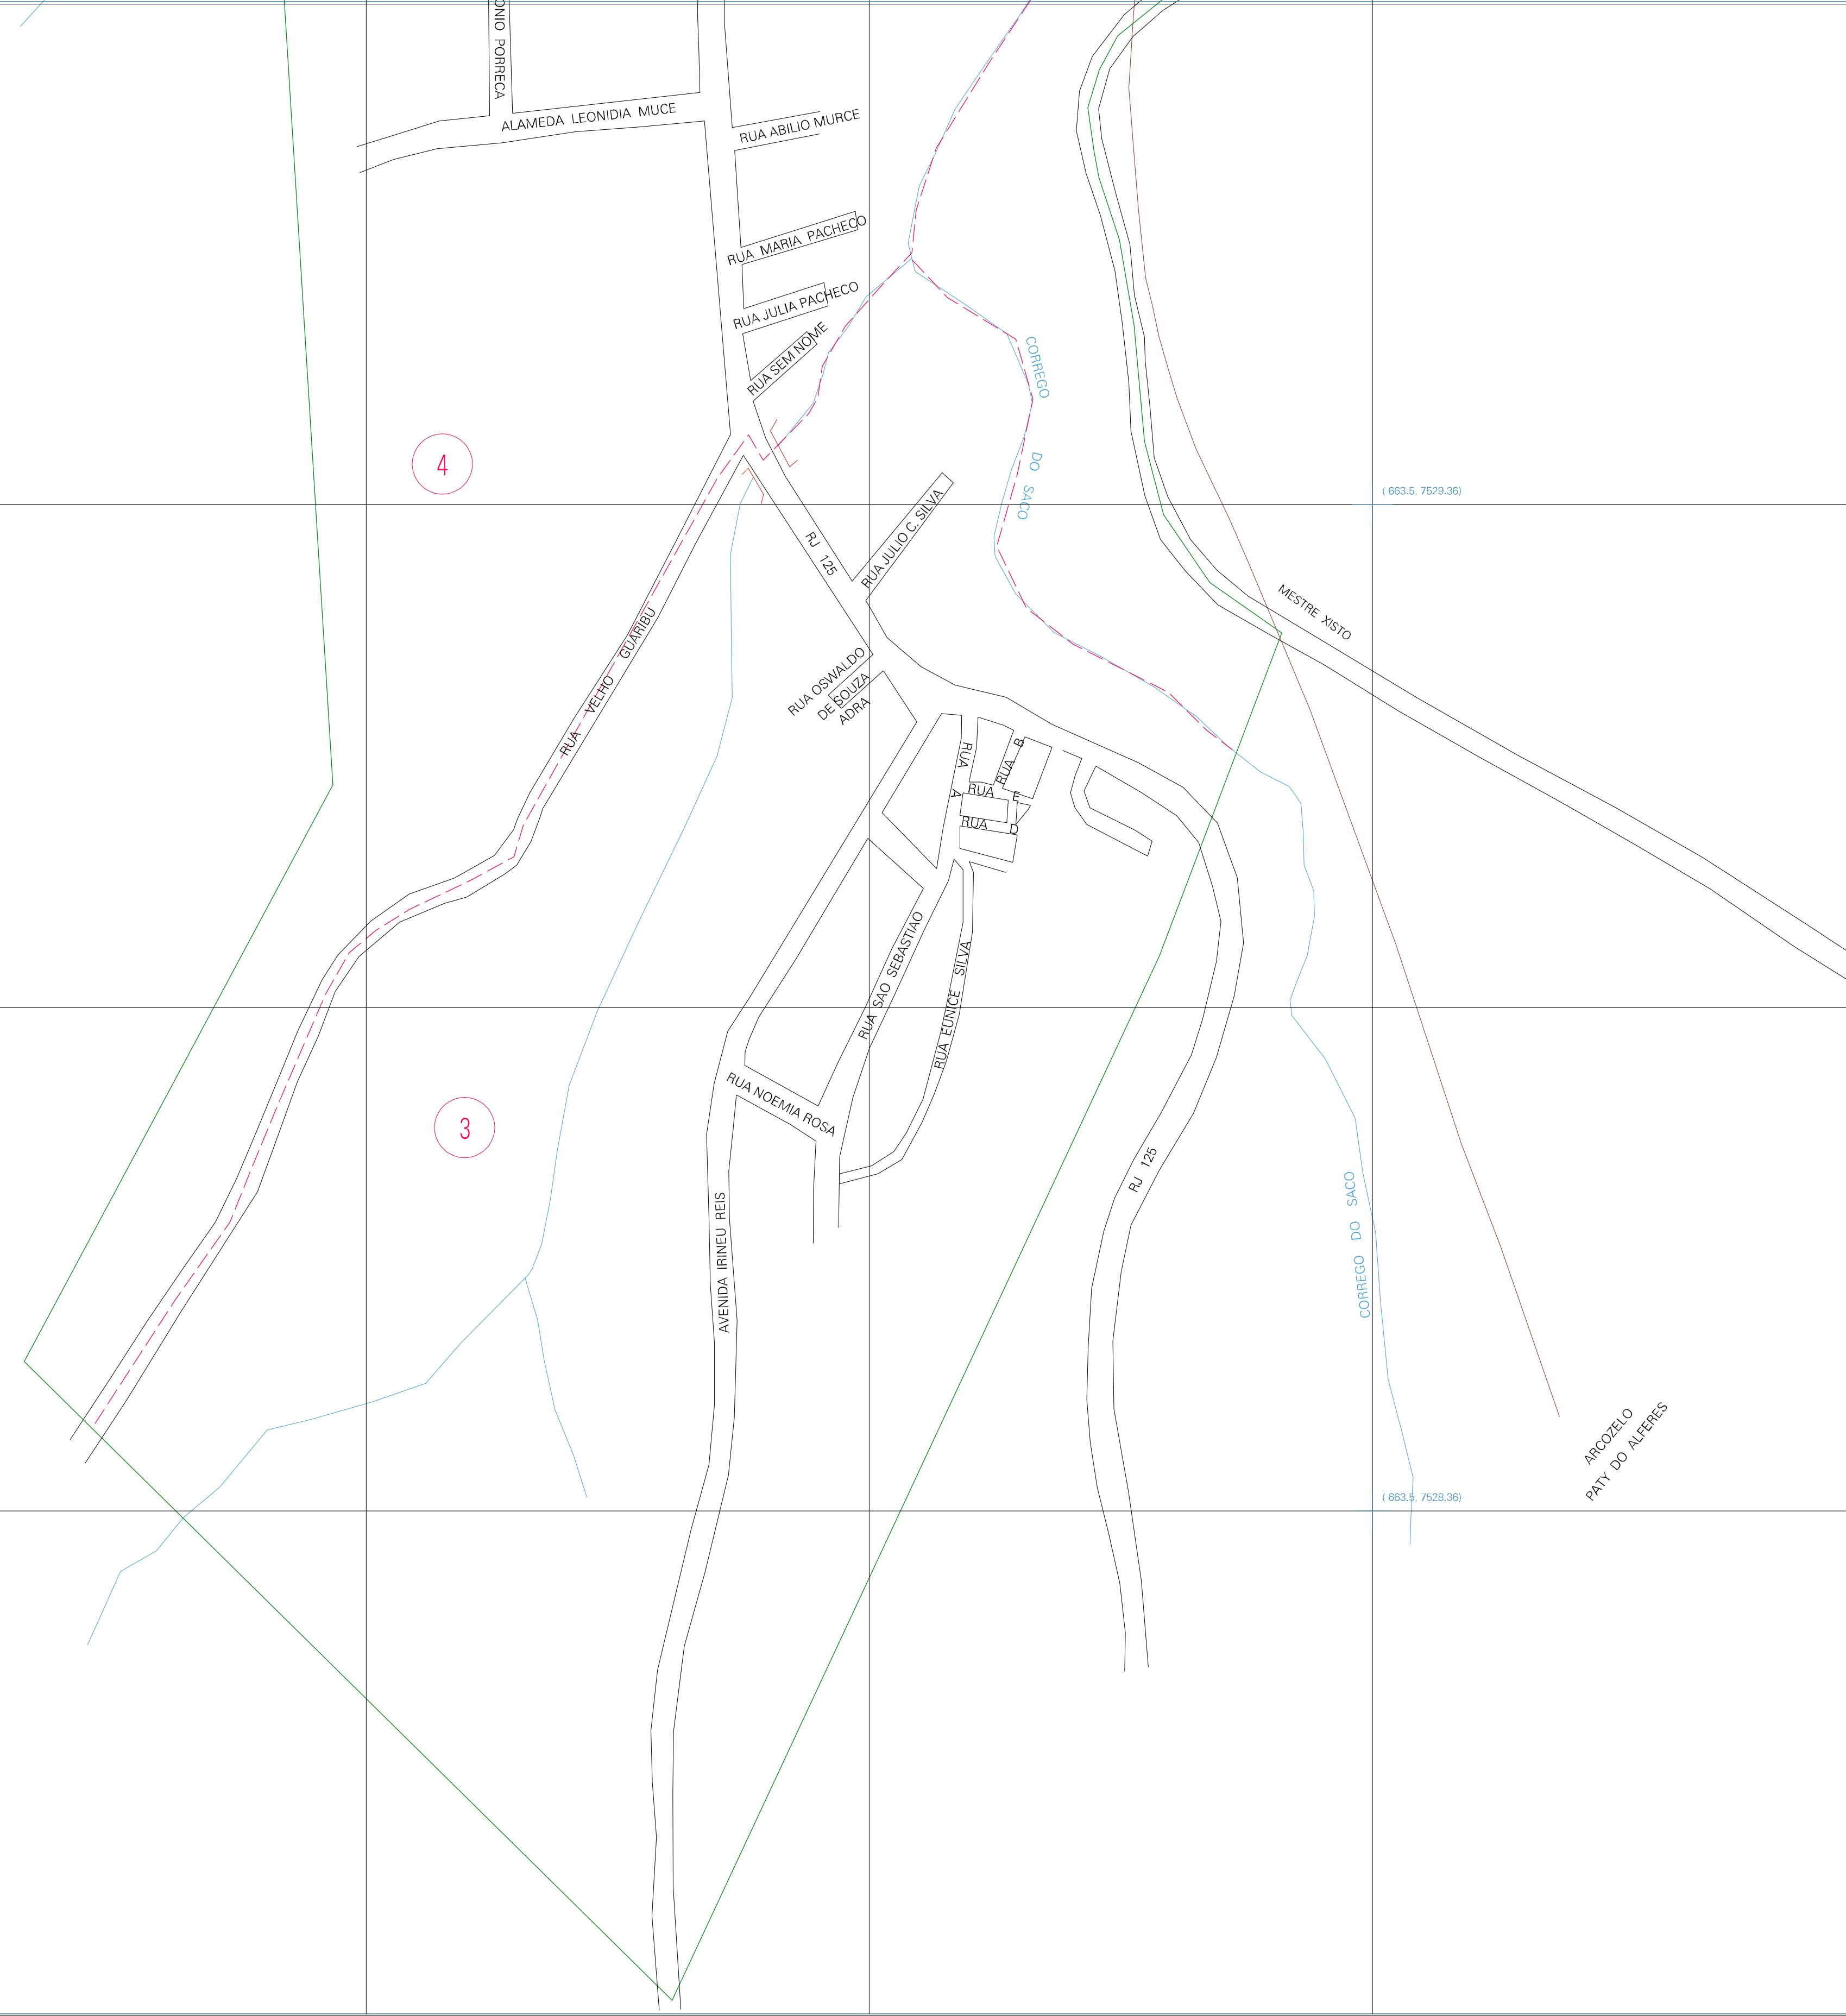 ONIO PORRECA
ALAMEDA LEONIDIA MUCE
RUA ABILIO MURCE
RUA MARIA PACHECO
RUA JULIA PACHECO
RUA SEM NOME
CORREGO DO SACO
4
( 663.5, 7529.36)
RJ 125
RUA JULIO C. SILVA
MESTRE XISTO
RUA VELHO GUARIBU
RUA OSWALDO
DE SOUZA
ADRA
RUA A
RUA B
RUA E
RUA D
RUA SAO SEBASTIAO
RUA EUNICE SILVA
RUA NOEMIA ROSA
3
AVENIDA IRINEU REIS
RJ 125
CORREGO DO SACO
ARCOZELO
PATY DO ALFERES
( 663.5, 7528.36)